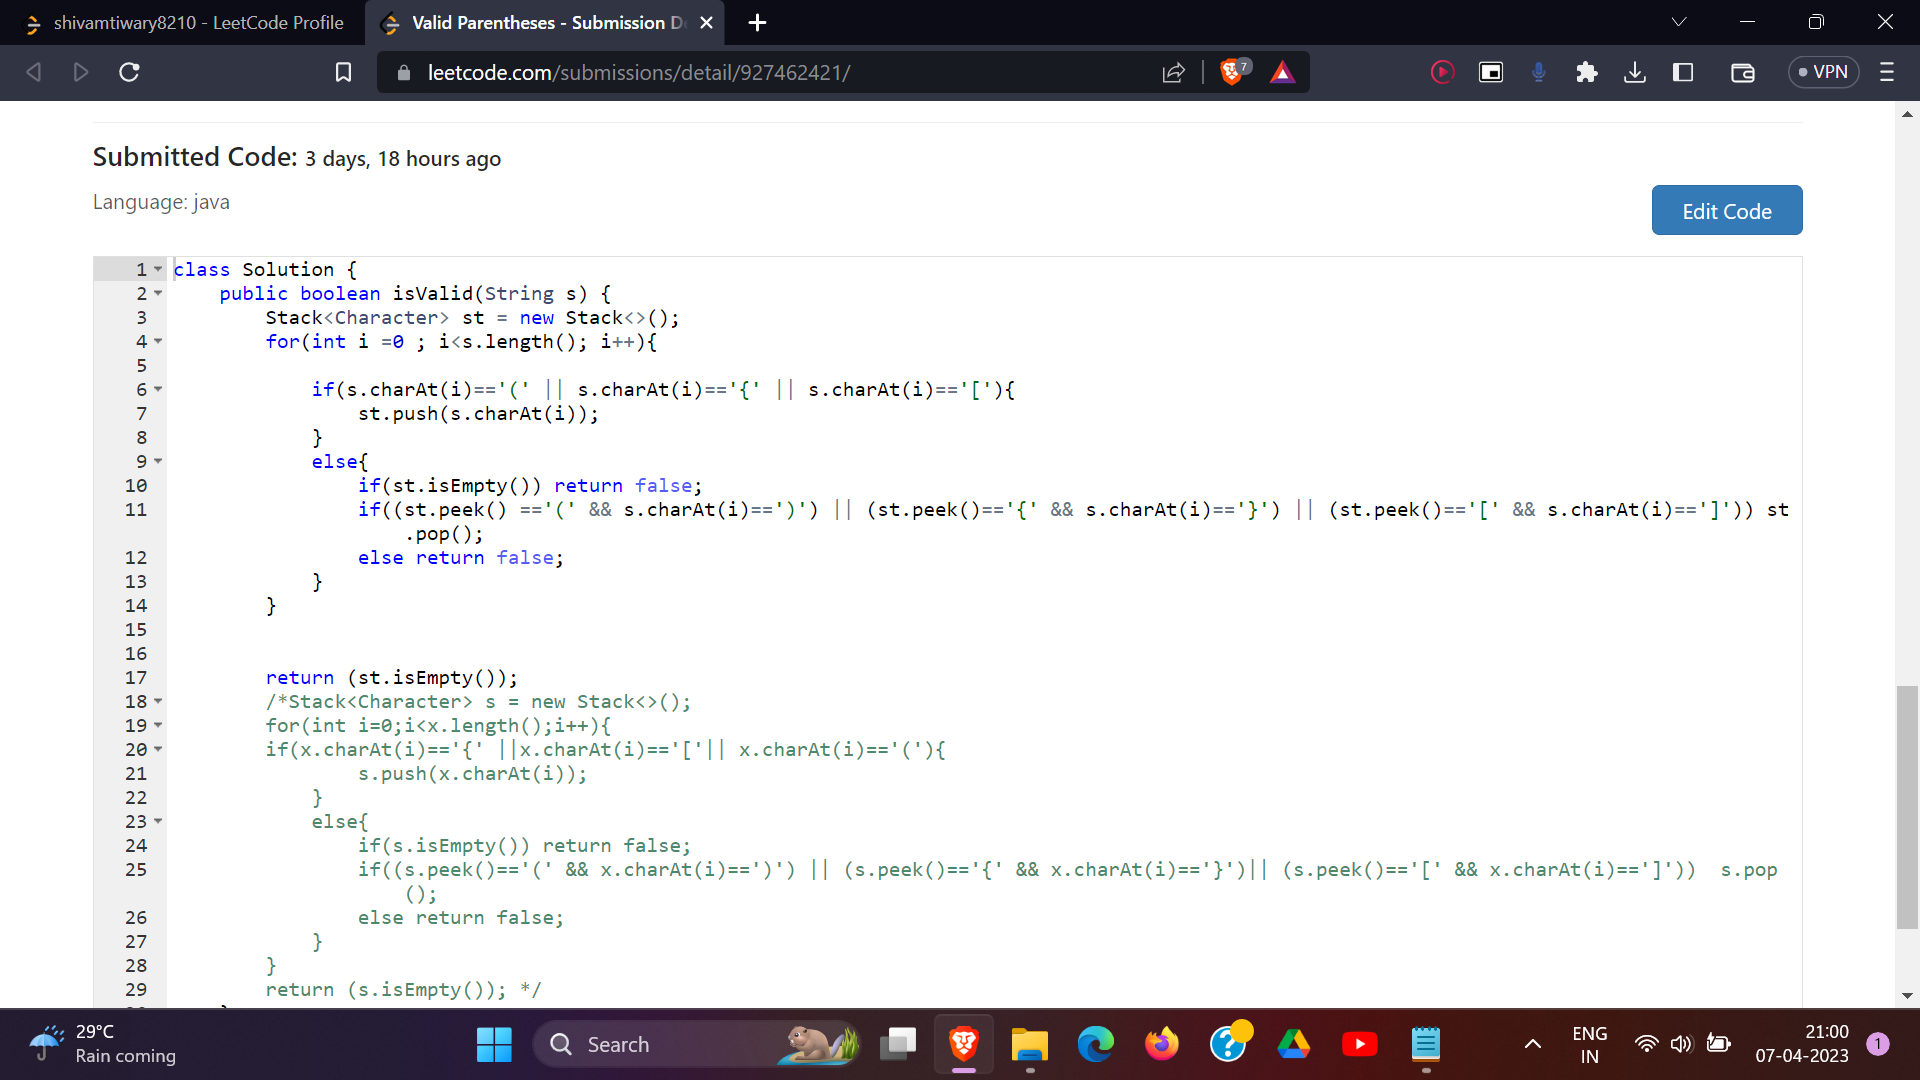 shivamtiwary8210 - LeetCode Profile
Valid Parentheses - Submission D
leetcode.com/submissions/detail/927462421/
7
VPN
Submitted Code: 3 days, 18 hours ago
Language: java
Edit Code
1 class Solution {
2 public boolean isValid(String s) {
3 Stack<Character> st = new Stack<>();
4 for(int i =0 ; i<s.length(); i++){
5
6 if(s.charAt(i)=='(' || s.charAt(i)=='{' || s.charAt(i)=='['){
7 st.push(s.charAt(i));
8 }
9 else{
10 if(st.isEmpty()) return false;
11 if((st.peek() =='(' && s.charAt(i)==')') || (st.peek()=='{' && s.charAt(i)=='}') || (st.peek()=='[' && s.charAt(i)==']')) st
.pop();
12 else return false;
13 }
14 }
15
16
17 return (st.isEmpty());
18 /*Stack<Character> s = new Stack<>();
19 for(int i=0;i<x.length();i++){
20 if(x.charAt(i)=='{' ||x.charAt(i)=='['|| x.charAt(i)=='('){
21 s.push(x.charAt(i));
22 }
23 else{
24 if(s.isEmpty()) return false;
25 if((s.peek()=='(' && x.charAt(i)==')') || (s.peek()=='{' && x.charAt(i)=='}')|| (s.peek()=='[' && x.charAt(i)==']')) s.pop
();
26 else return false;
27 }
28 }
29 return (s.isEmpty()); */
29°C
Rain coming
Search
ENG
IN
21:00
07-04-2023
1